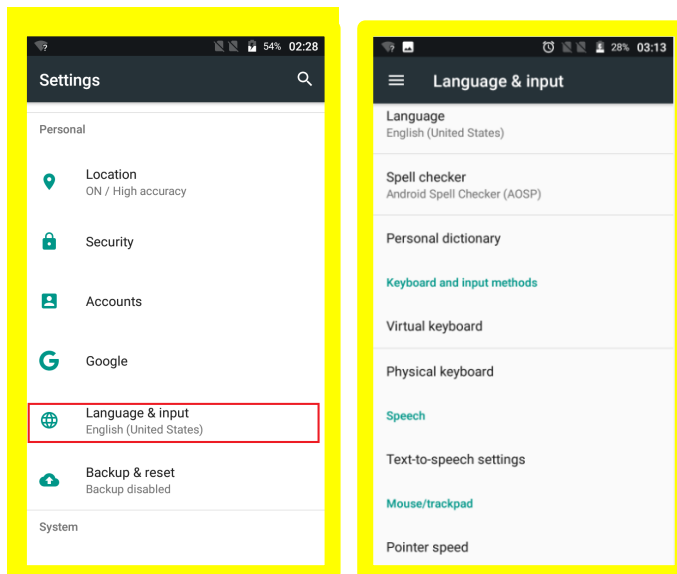 54% 02:28
Settings
Personal
Location
ON / High accuracy
Security
Accounts
Google
Language & input
English (United States)
Backup & reset
Backup disabled
System
28% 03:13
Language & input
Language
English (United States)
Spell checker
Android Spell Checker (AOSP)
Personal dictionary
Keyboard and input methods
Virtual keyboard
Physical keyboard
Speech
Text-to-speech settings
Mouse/trackpad
Pointer speed